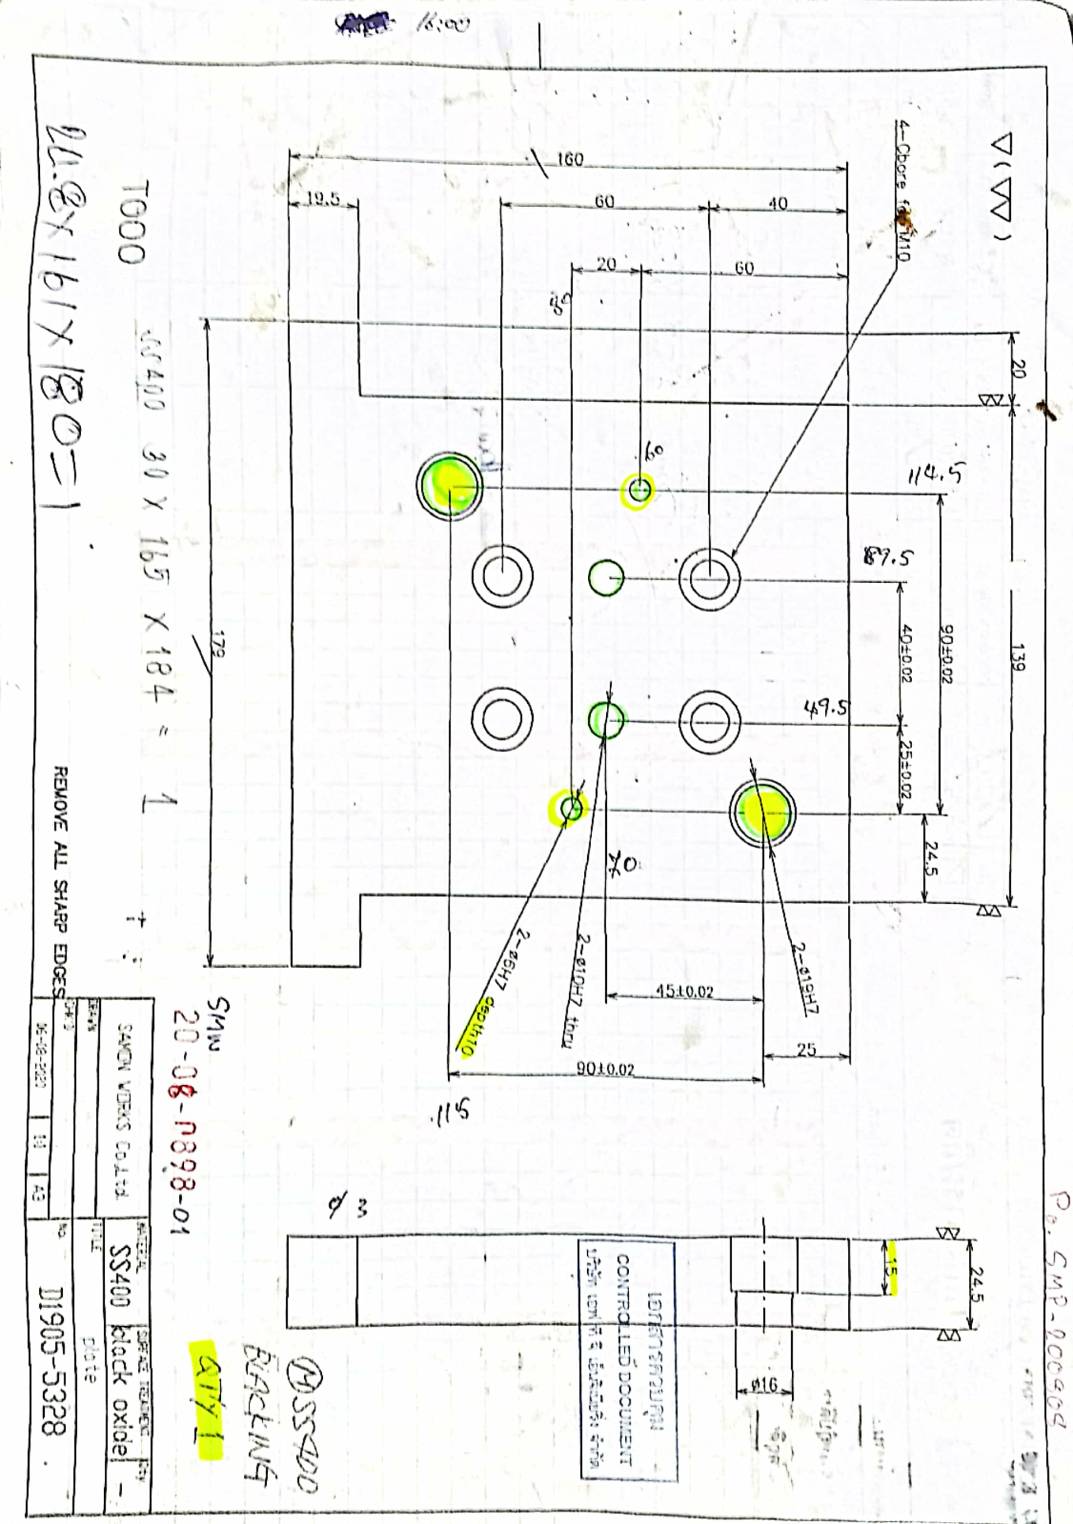 Po. SMP-200808
▽(▽▽)
20
139
24.5
114.5
90±0.02
24.5
4-Cbore for M10
89.5
40±0.02
25±0.02
15
49.5
2-ø19H7
25
40
60
ø16
45±0.02
60
20
160
60
70
90±0.02
2-ø10H7 thru
เอกสารควบคุม
CONTROLLED DOCUMENT
บริษัท เอฟ ที จี เอ็นจิเนียริ่ง จำกัด
2-ø6H7 depth10
115
16:00
19.5
179
M SS400
BLACKING
QTY 1
SMW
20-08-0898-01
SS400 30 X 165 X 184 = 1
TOOO
24.8X161X180=1
REMOVE ALL SHARP EDGES
SAMON WORKS Co.,Ltd.
MATERIAL
SS400
SURFACE TREATMENT
black oxide
Qty
-
DRAWN
TITLE
plate
CHK'D
NO.
D1905-5328
06-08-2020
1:1
A3